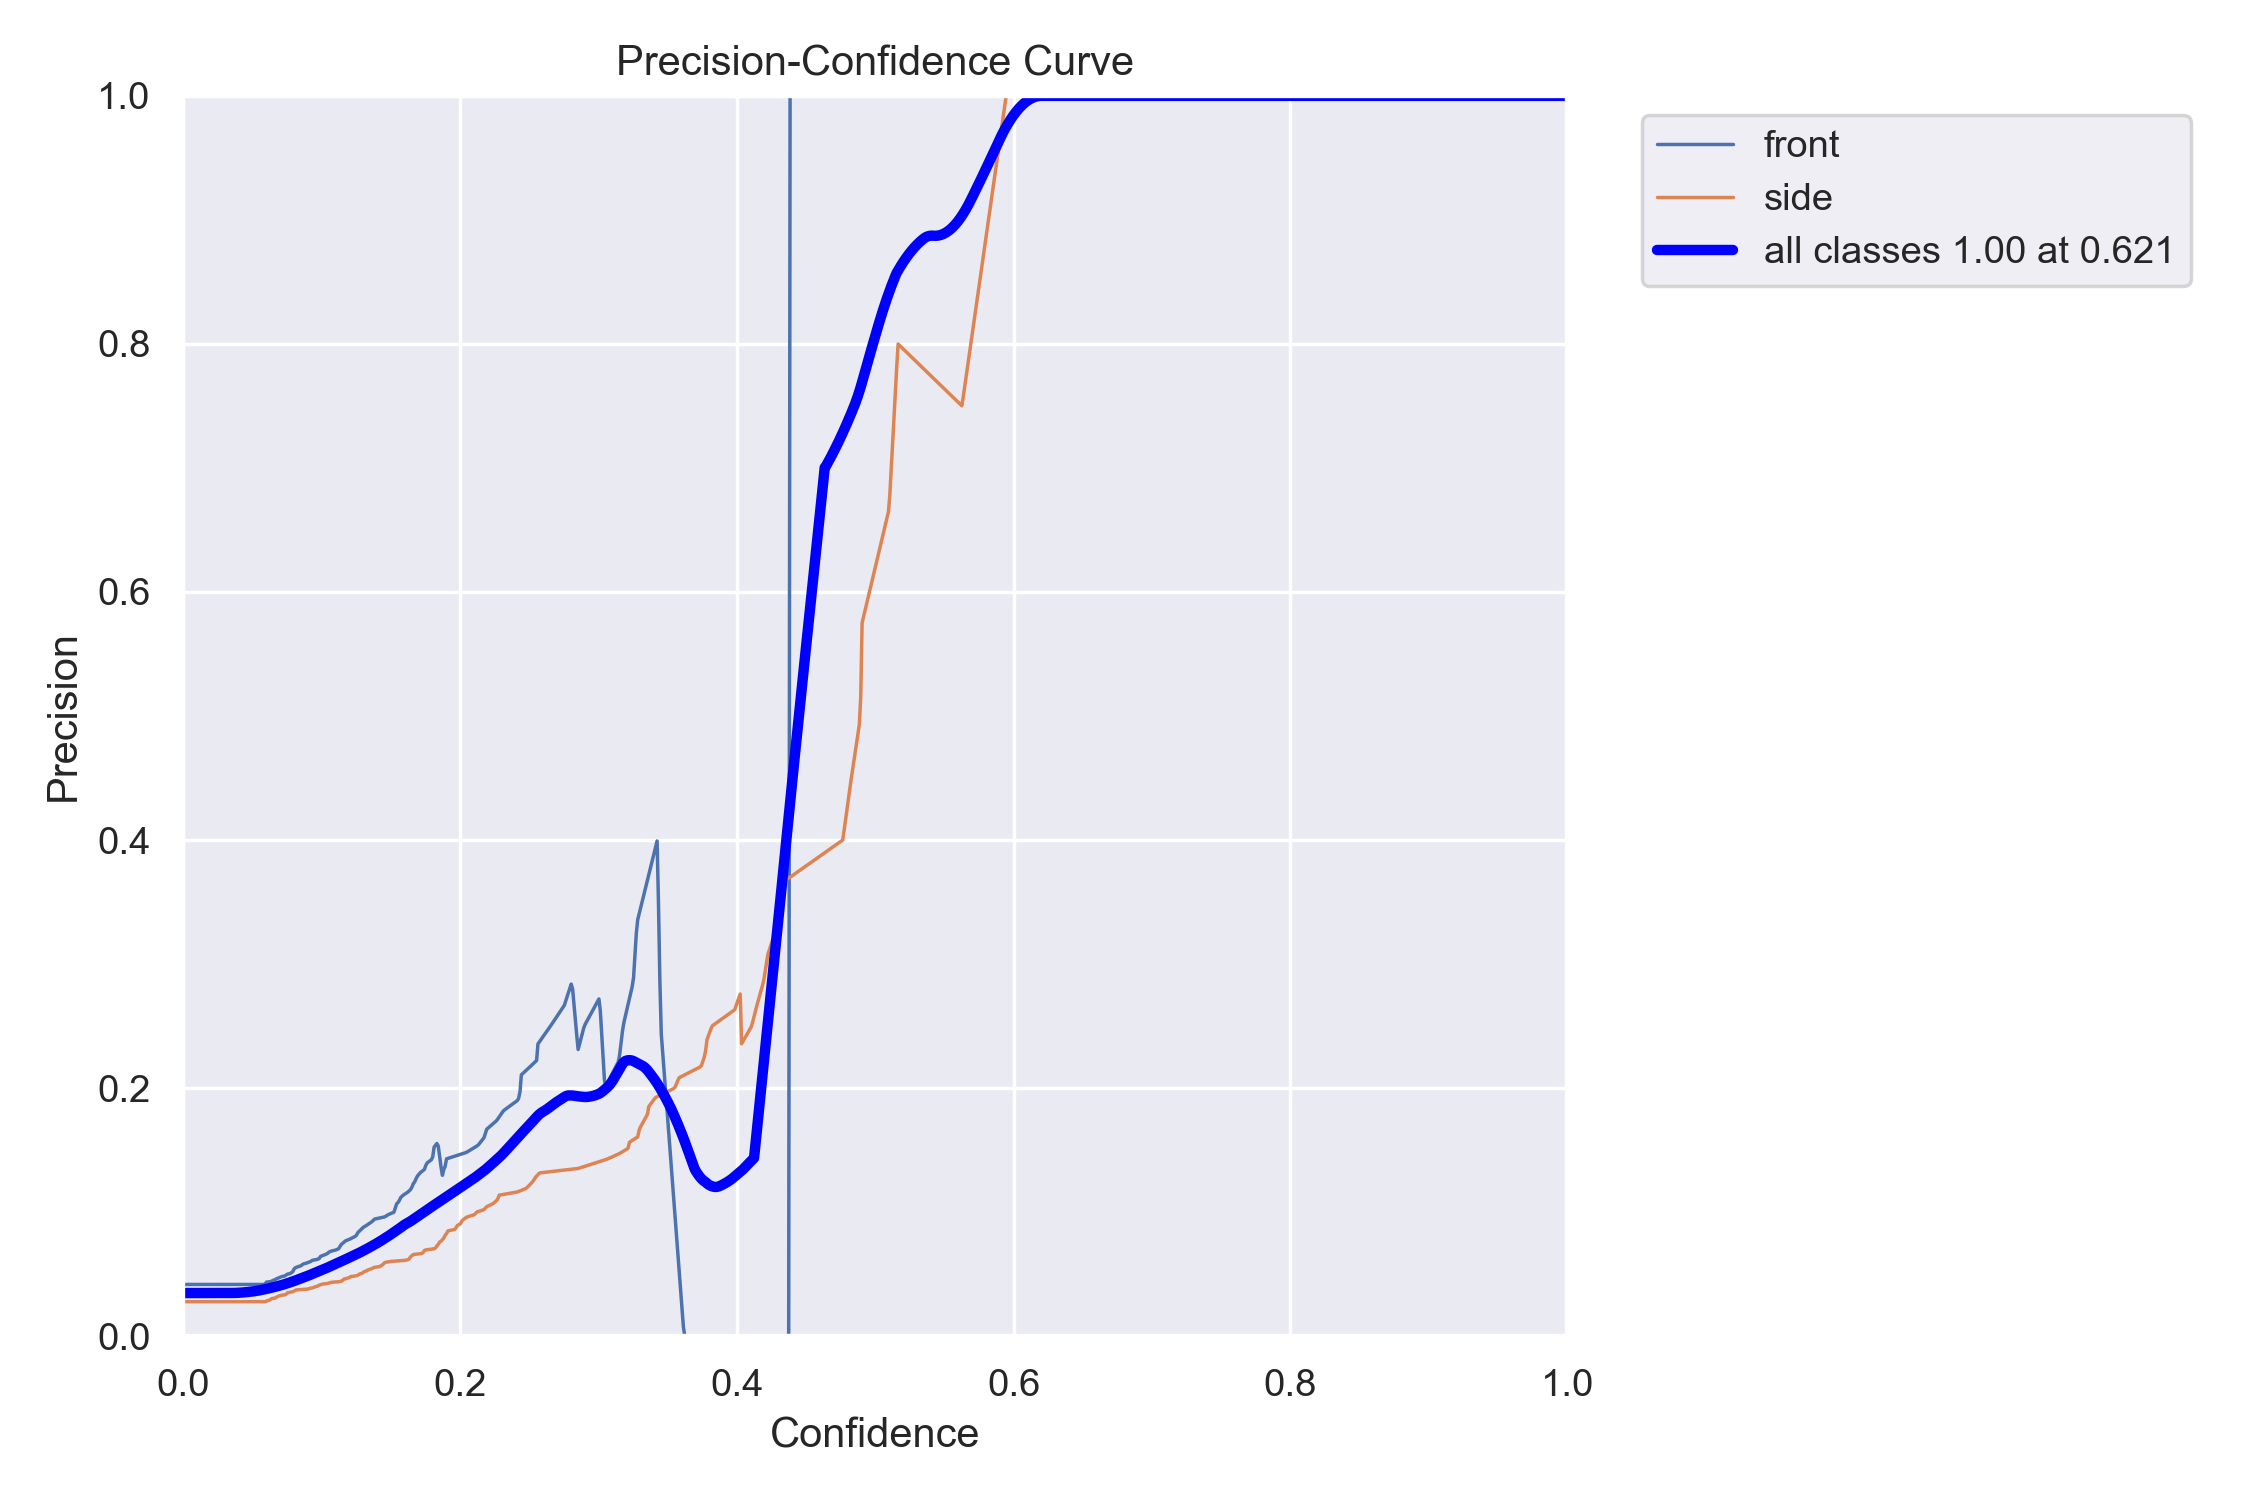 Precision-Confidence Curve
1.0
0.8
0.6
0.4
0.2
0.0
Precision
0.0 0.2 0.4 0.6 0.8 1.0
Confidence
front
side
all classes 1.00 at 0.621